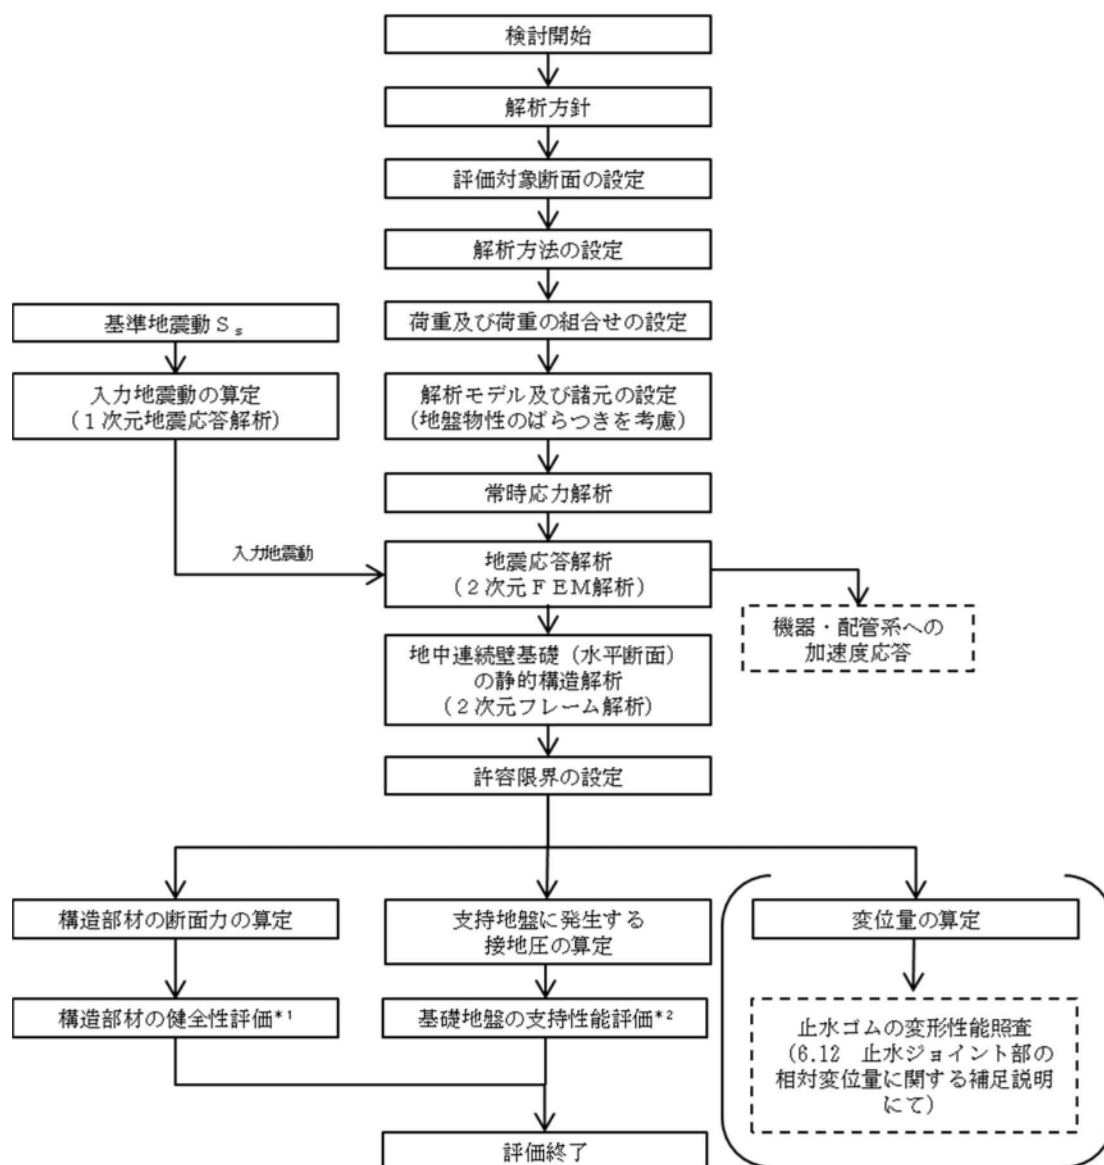 検討開始
解析方針
評価対象断面の設定
解析方法の設定
荷重及び荷重の組合せの設定
基準地震動Ｓｓ
入力地震動の算定
（１次元地震応答解析）
解析モデル及び諸元の設定
(地盤物性のばらつきを考慮)
常時応力解析
入力地震動
地震応答解析
（２次元ＦＥＭ解析）
機器・配管系への
加速度応答
地中連続壁基礎（水平断面）
の静的構造解析
（２次元フレーム解析）
許容限界の設定
構造部材の断面力の算定
支持地盤に発生する
接地圧の算定
変位量の算定
構造部材の健全性評価*1
基礎地盤の支持性能評価*2
止水ゴムの変形性能照査
（6.12　止水ジョイント部の
相対変位量に関する補足説明
にて）
評価終了